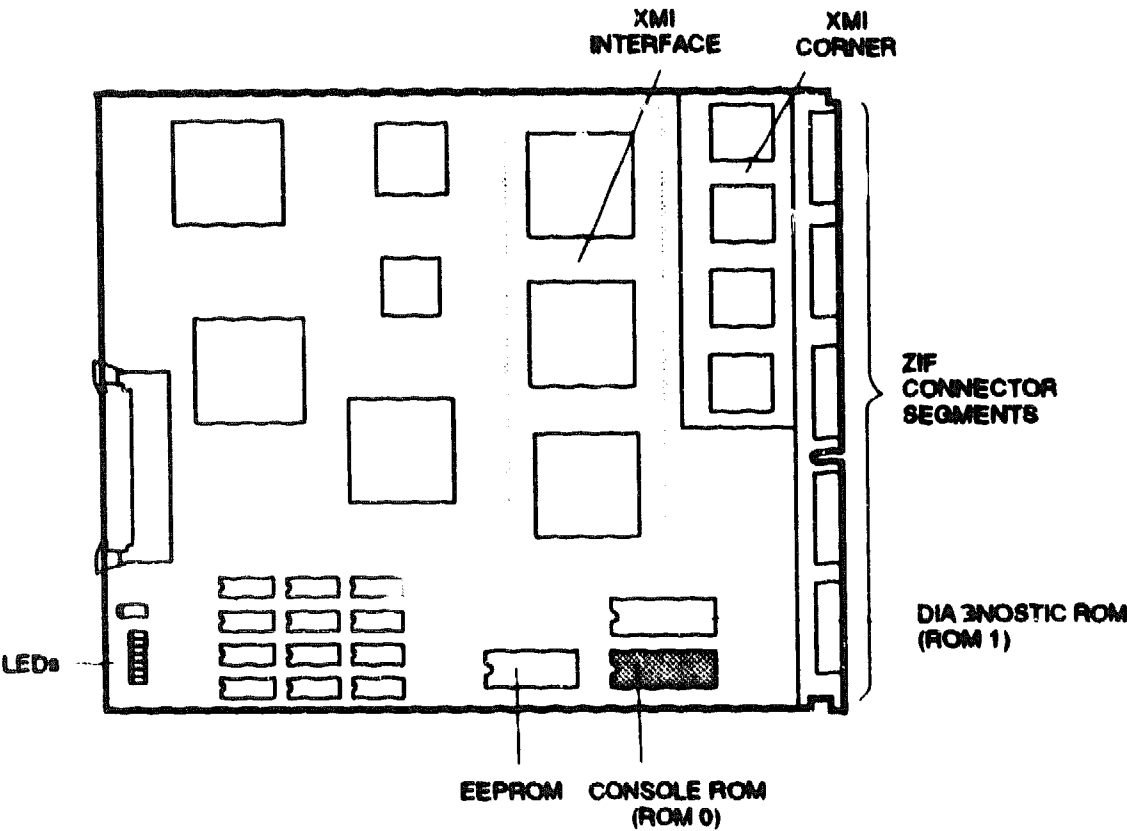 XMI
INTERFACE
XMI
CORNER
ZIF
CONNECTOR
SEGMENTS
DIA 3NOSTIC ROM
(ROM 1)
LEDs
EEPROM
CONSOLE ROM
(ROM 0)